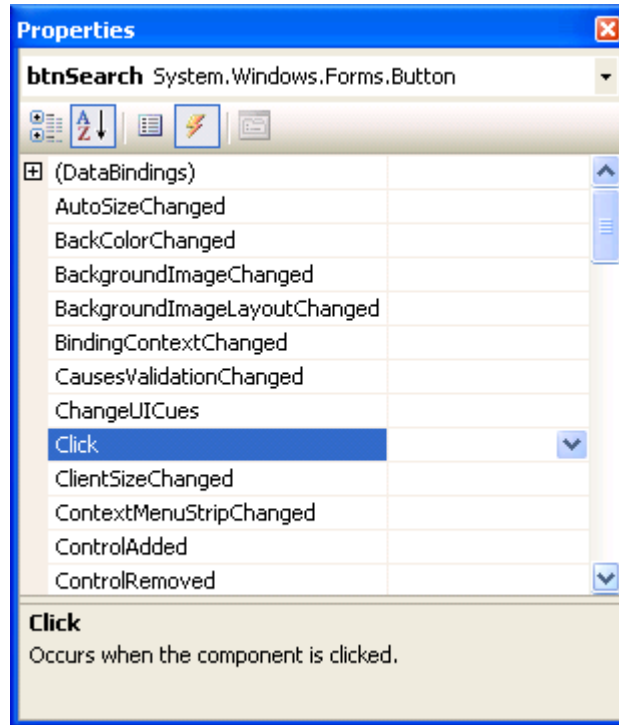 Properties
btnSearch System.Windows.Forms.Button
A
Z
(DataBindings)
AutoSizeChanged
BackColorChanged
BackgroundImageChanged
BackgroundImageLayoutChanged
BindingContextChanged
CausesValidationChanged
ChangeUICues
Click
ClientSizeChanged
ContextMenuStripChanged
ControlAdded
ControlRemoved
Click
Occurs when the component is clicked.